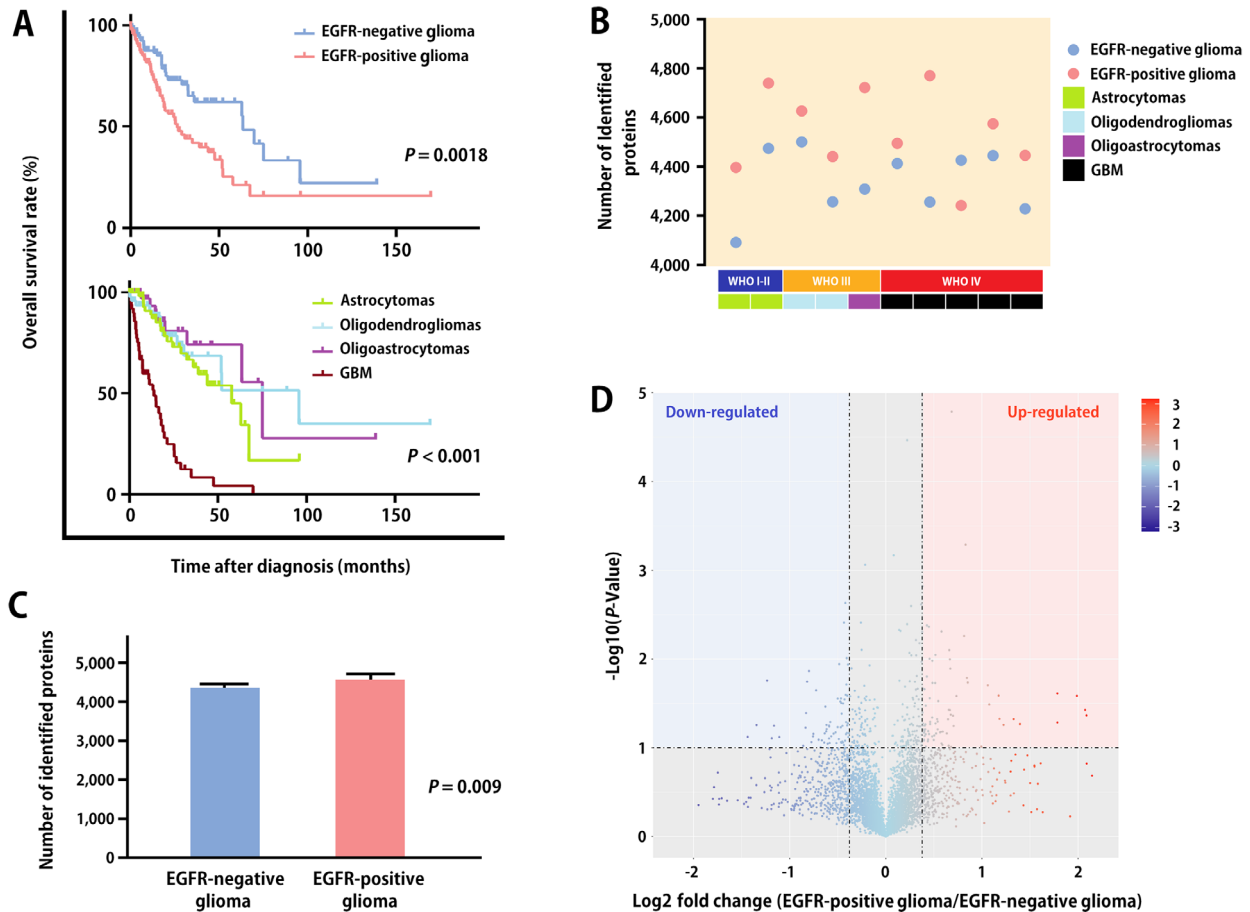 A
Overall survival rate (%)
100
50
0
0
50
100
150
EGFR-negative glioma
EGFR-positive glioma
P = 0.0018
100
50
0
0
50
100
150
Astrocytomas
Oligodendrogliomas
Oligoastrocytomas
GBM
P < 0.001
Time after diagnosis (months)
B
Number of Identified
proteins
5,000
4,800
4,600
4,400
4,200
4,000
WHO I-II
WHO III
WHO IV
EGFR-negative glioma
EGFR-positive glioma
Astrocytomas
Oligodendrogliomas
Oligoastrocytomas
GBM
C
Number of identified proteins
5,000
4,000
3,000
2,000
1,000
0
P = 0.009
EGFR-negative
glioma
EGFR-positive
glioma
D
-Log10(P-Value)
5
4
3
2
1
0
Down-regulated
Up-regulated
-2
-1
0
1
2
Log2 fold change (EGFR-positive glioma/EGFR-negative glioma)
3
2
1
0
-1
-2
-3